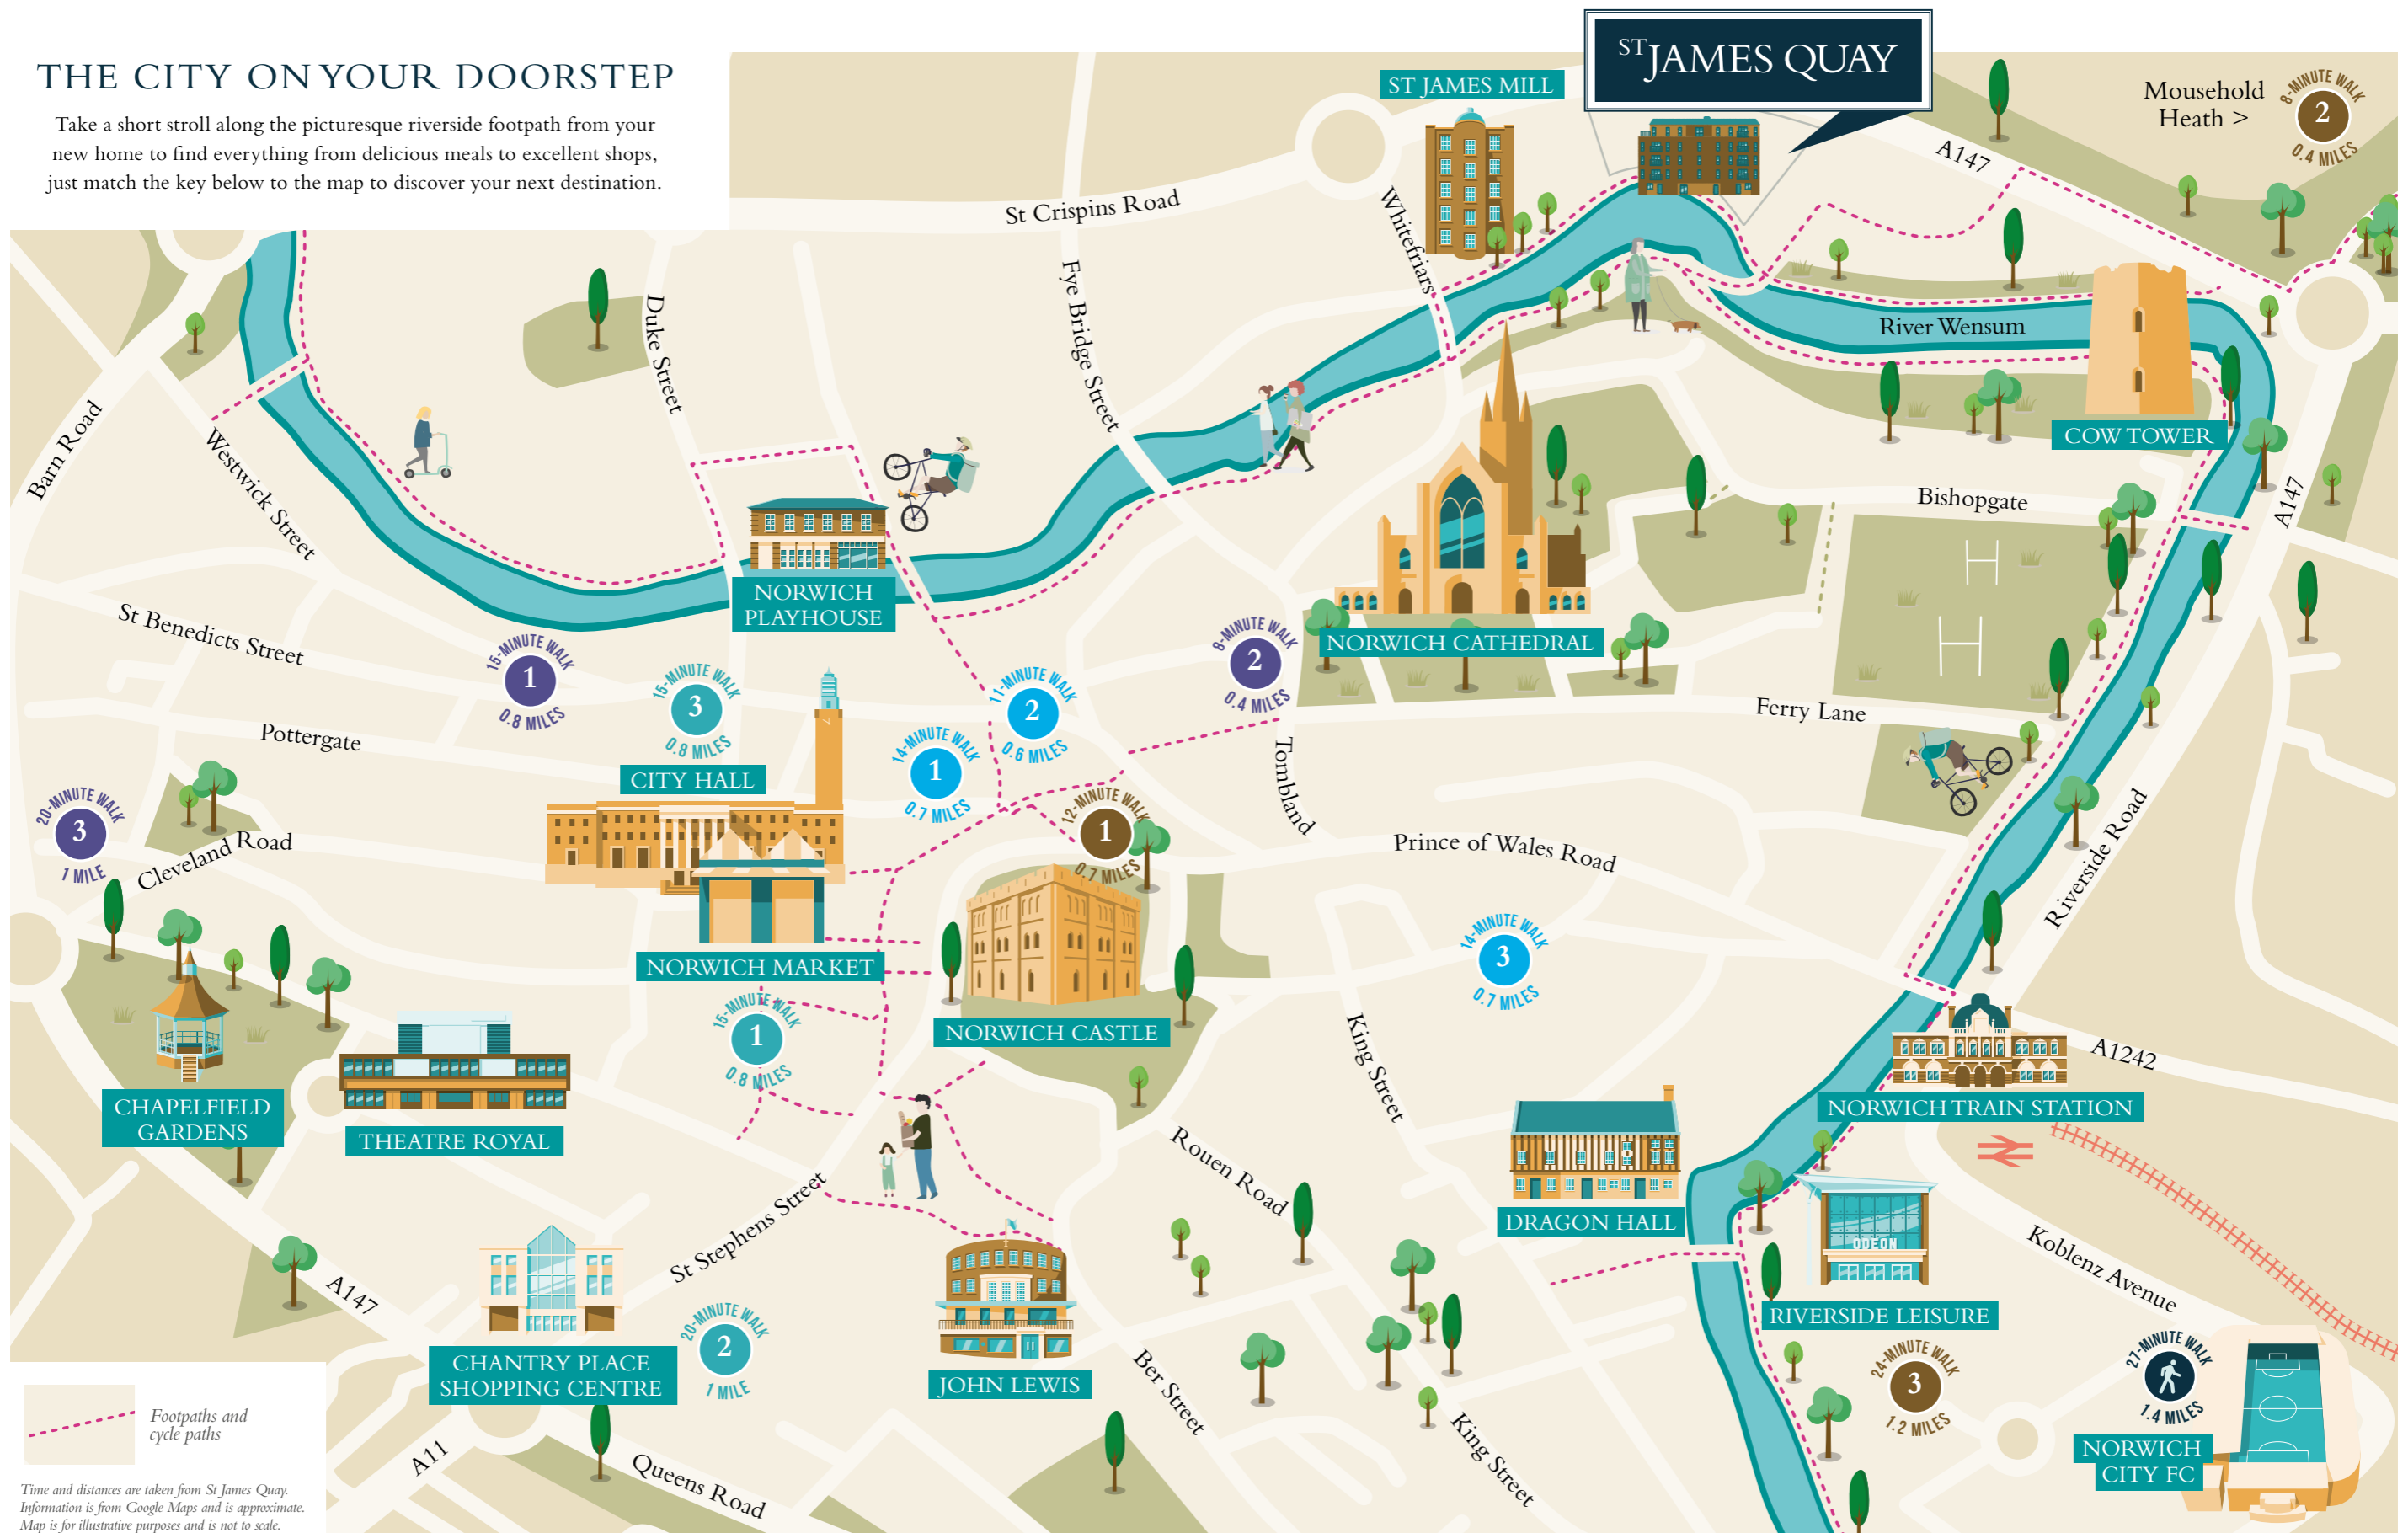 THE CITY ON YOUR DOORSTEP
Take a short stroll along the picturesque riverside footpath from your
new home to find everything from delicious meals to excellent shops,
just match the key below to the map to discover your next destination.
ST JAMES QUAY
ST JAMES MILL
Mousehold
Heath >
8-MINUTE WALK
2
0.4 MILES
A147
St Crispins Road
Whitefriars
Fye Bridge Street
Duke Street
River Wensum
COW TOWER
Barn Road
Westwick Street
Bishopgate
A147
NORWICH
PLAYHOUSE
NORWICH CATHEDRAL
St Benedicts Street
15-MINUTE WALK
1
0.8 MILES
15-MINUTE WALK
3
0.8 MILES
11-MINUTE WALK
2
0.6 MILES
8-MINUTE WALK
2
0.4 MILES
Ferry Lane
Pottergate
CITY HALL
14-MINUTE WALK
1
0.7 MILES
Tombland
20-MINUTE WALK
3
1 MILE
Cleveland Road
12-MINUTE WALK
1
0.7 MILES
Prince of Wales Road
Riverside Road
NORWICH MARKET
14-MINUTE WALK
3
0.7 MILES
15-MINUTE WALK
1
0.8 MILES
NORWICH CASTLE
King Street
A1242
CHAPELFIELD
GARDENS
THEATRE ROYAL
NORWICH TRAIN STATION
Rouen Road
DRAGON HALL
ODEON
RIVERSIDE LEISURE
Koblenz Avenue
St Stephens Street
A147
CHANTRY PLACE
SHOPPING CENTRE
20-MINUTE WALK
2
1 MILE
JOHN LEWIS
Ber Street
King Street
24-MINUTE WALK
3
1.2 MILES
27-MINUTE WALK
1.4 MILES
NORWICH
CITY FC
A11
Queens Road
Footpaths and
cycle paths
Time and distances are taken from St James Quay.
Information is from Google Maps and is approximate.
Map is for illustrative purposes and is not to scale.